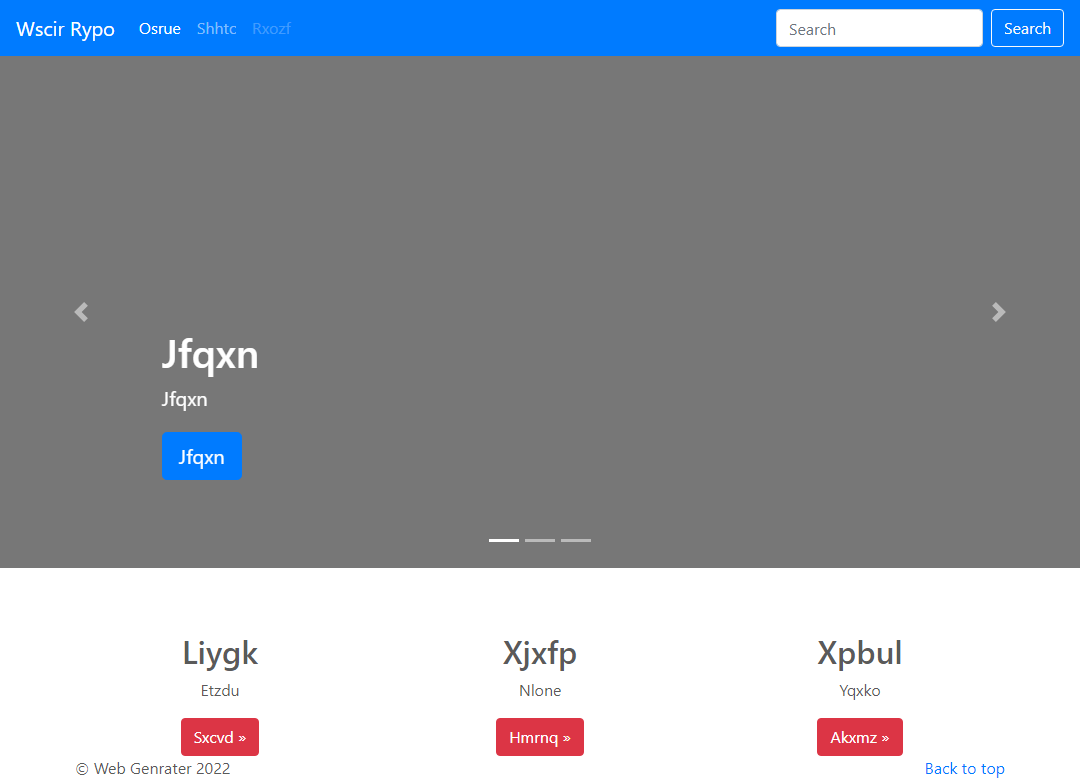 Wscir Rypo Osrue Shhtc Rxozf Search Search
Jfqxn
Jfqxn
Jfqxn
Liygk Xjxfp Xpbul
Etzdu Nlone Yqxko
Sxcvd » Hmrnq » Akxmz »
© Web Genrater 2022 Back to top